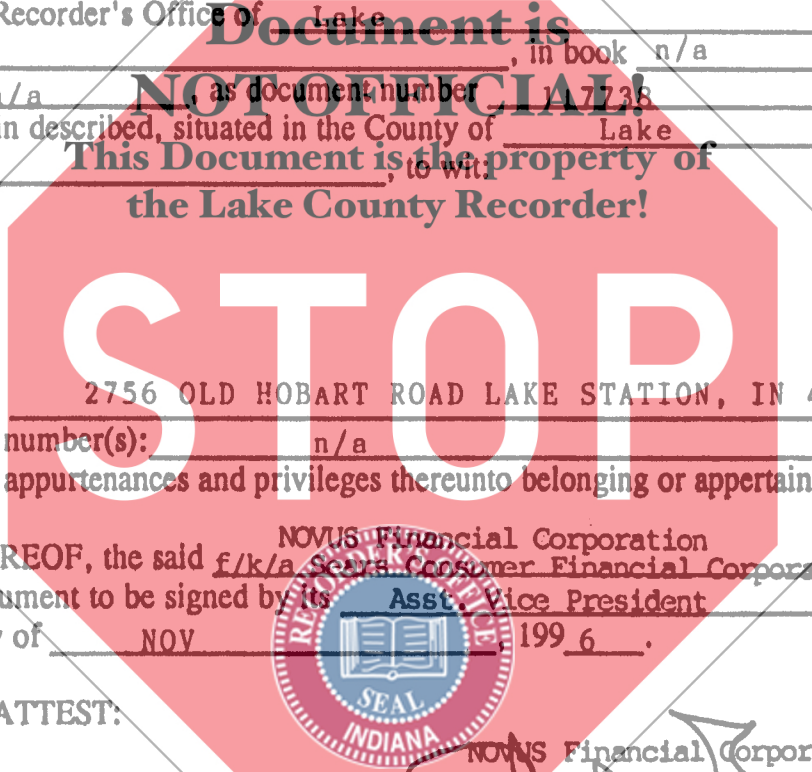 Recorder's Office of Lake
Document is
, in book n/a
NOT OFFICIAL!
n/a , as document number 117738
in described, situated in the County of Lake
This Document is the property of
, to wit:
the Lake County Recorder!
STOP
2756 OLD HOBART ROAD LAKE STATION, IN 4
number(s): n/a
appurtenances and privileges thereunto belonging or appertain
NOVUS Financial Corporation
REOF, the said f/k/a Sears Consumer Financial Corpora
ument to be signed by its Asst. Vice President
y of NOV , 199 6 .
RECORDER'S OFFICE
SEAL
INDIANA
ATTEST:
NOVUS Financial Corpor